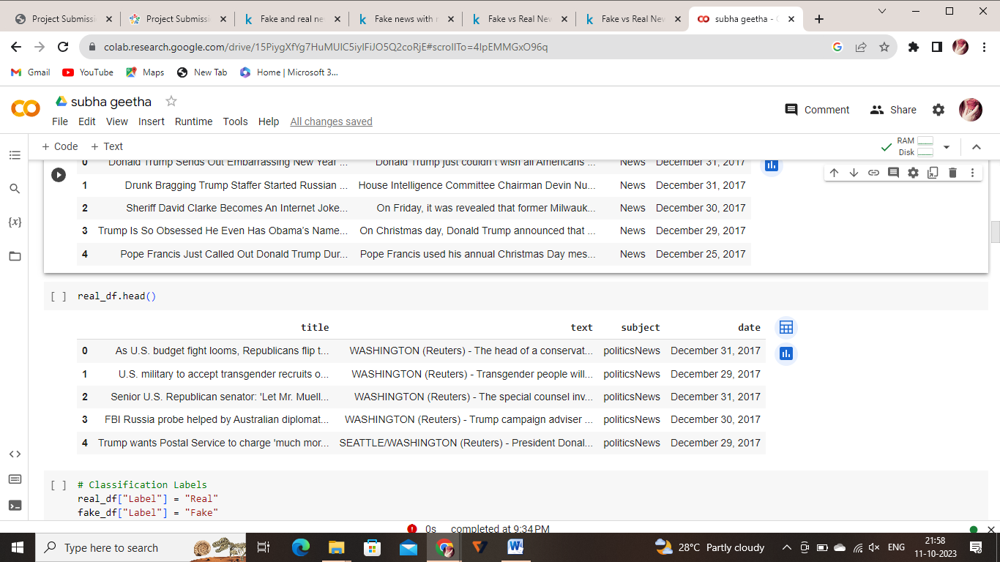 Project Submissi
Project Submission
Fake and real ne
Fake news with r
Fake vs Real New
Fake vs Real New
subha geetha - C
colab.research.google.com/drive/
Gmail YouTube Maps New Tab Home | Microsoft 3...
subha geetha
File Edit View Insert Runtime Tools Help All changes saved
Comment Share
+ Code + Text
RAM
Disk
0 Donald Trump Sends Out Embarrassing New Year ... Donald Trump just couldn t wish all Americans ... News December 31, 2017
1 Drunk Bragging Trump Staffer Started Russian ... House Intelligence Committee Chairman Devin Nu... News December 31, 2017
2 Sheriff David Clarke Becomes An Internet Joke... On Friday, it was revealed that former Milwauk... News December 30, 2017
3 Trump Is So Obsessed He Even Has Obama’s Name... On Christmas day, Donald Trump announced that ... News December 29, 2017
4 Pope Francis Just Called Out Donald Trump Dur... Pope Francis used his annual Christmas Day mes... News December 25, 2017
[ ] real_df.head()
title text subject date
0 As U.S. budget fight looms, Republicans flip t... WASHINGTON (Reuters) - The head of a conservat... politicsNews December 31, 2017
1 U.S. military to accept transgender recruits o... WASHINGTON (Reuters) - Transgender people will... politicsNews December 29, 2017
2 Senior U.S. Republican senator: 'Let Mr. Muell... WASHINGTON (Reuters) - The special counsel inv... politicsNews December 31, 2017
3 FBI Russia probe helped by Australian diplomat... WASHINGTON (Reuters) - Trump campaign adviser ... politicsNews December 30, 2017
4 Trump wants Postal Service to charge 'much mor... SEATTLE/WASHINGTON (Reuters) - President Donal... politicsNews December 29, 2017
[ ] # Classification Labels
real_df["Label"] = "Real"
fake_df["Label"] = "Fake"
0s completed at 9:34 PM
Type here to search
28°C Partly cloudy
ENG
21:58
11-10-2023